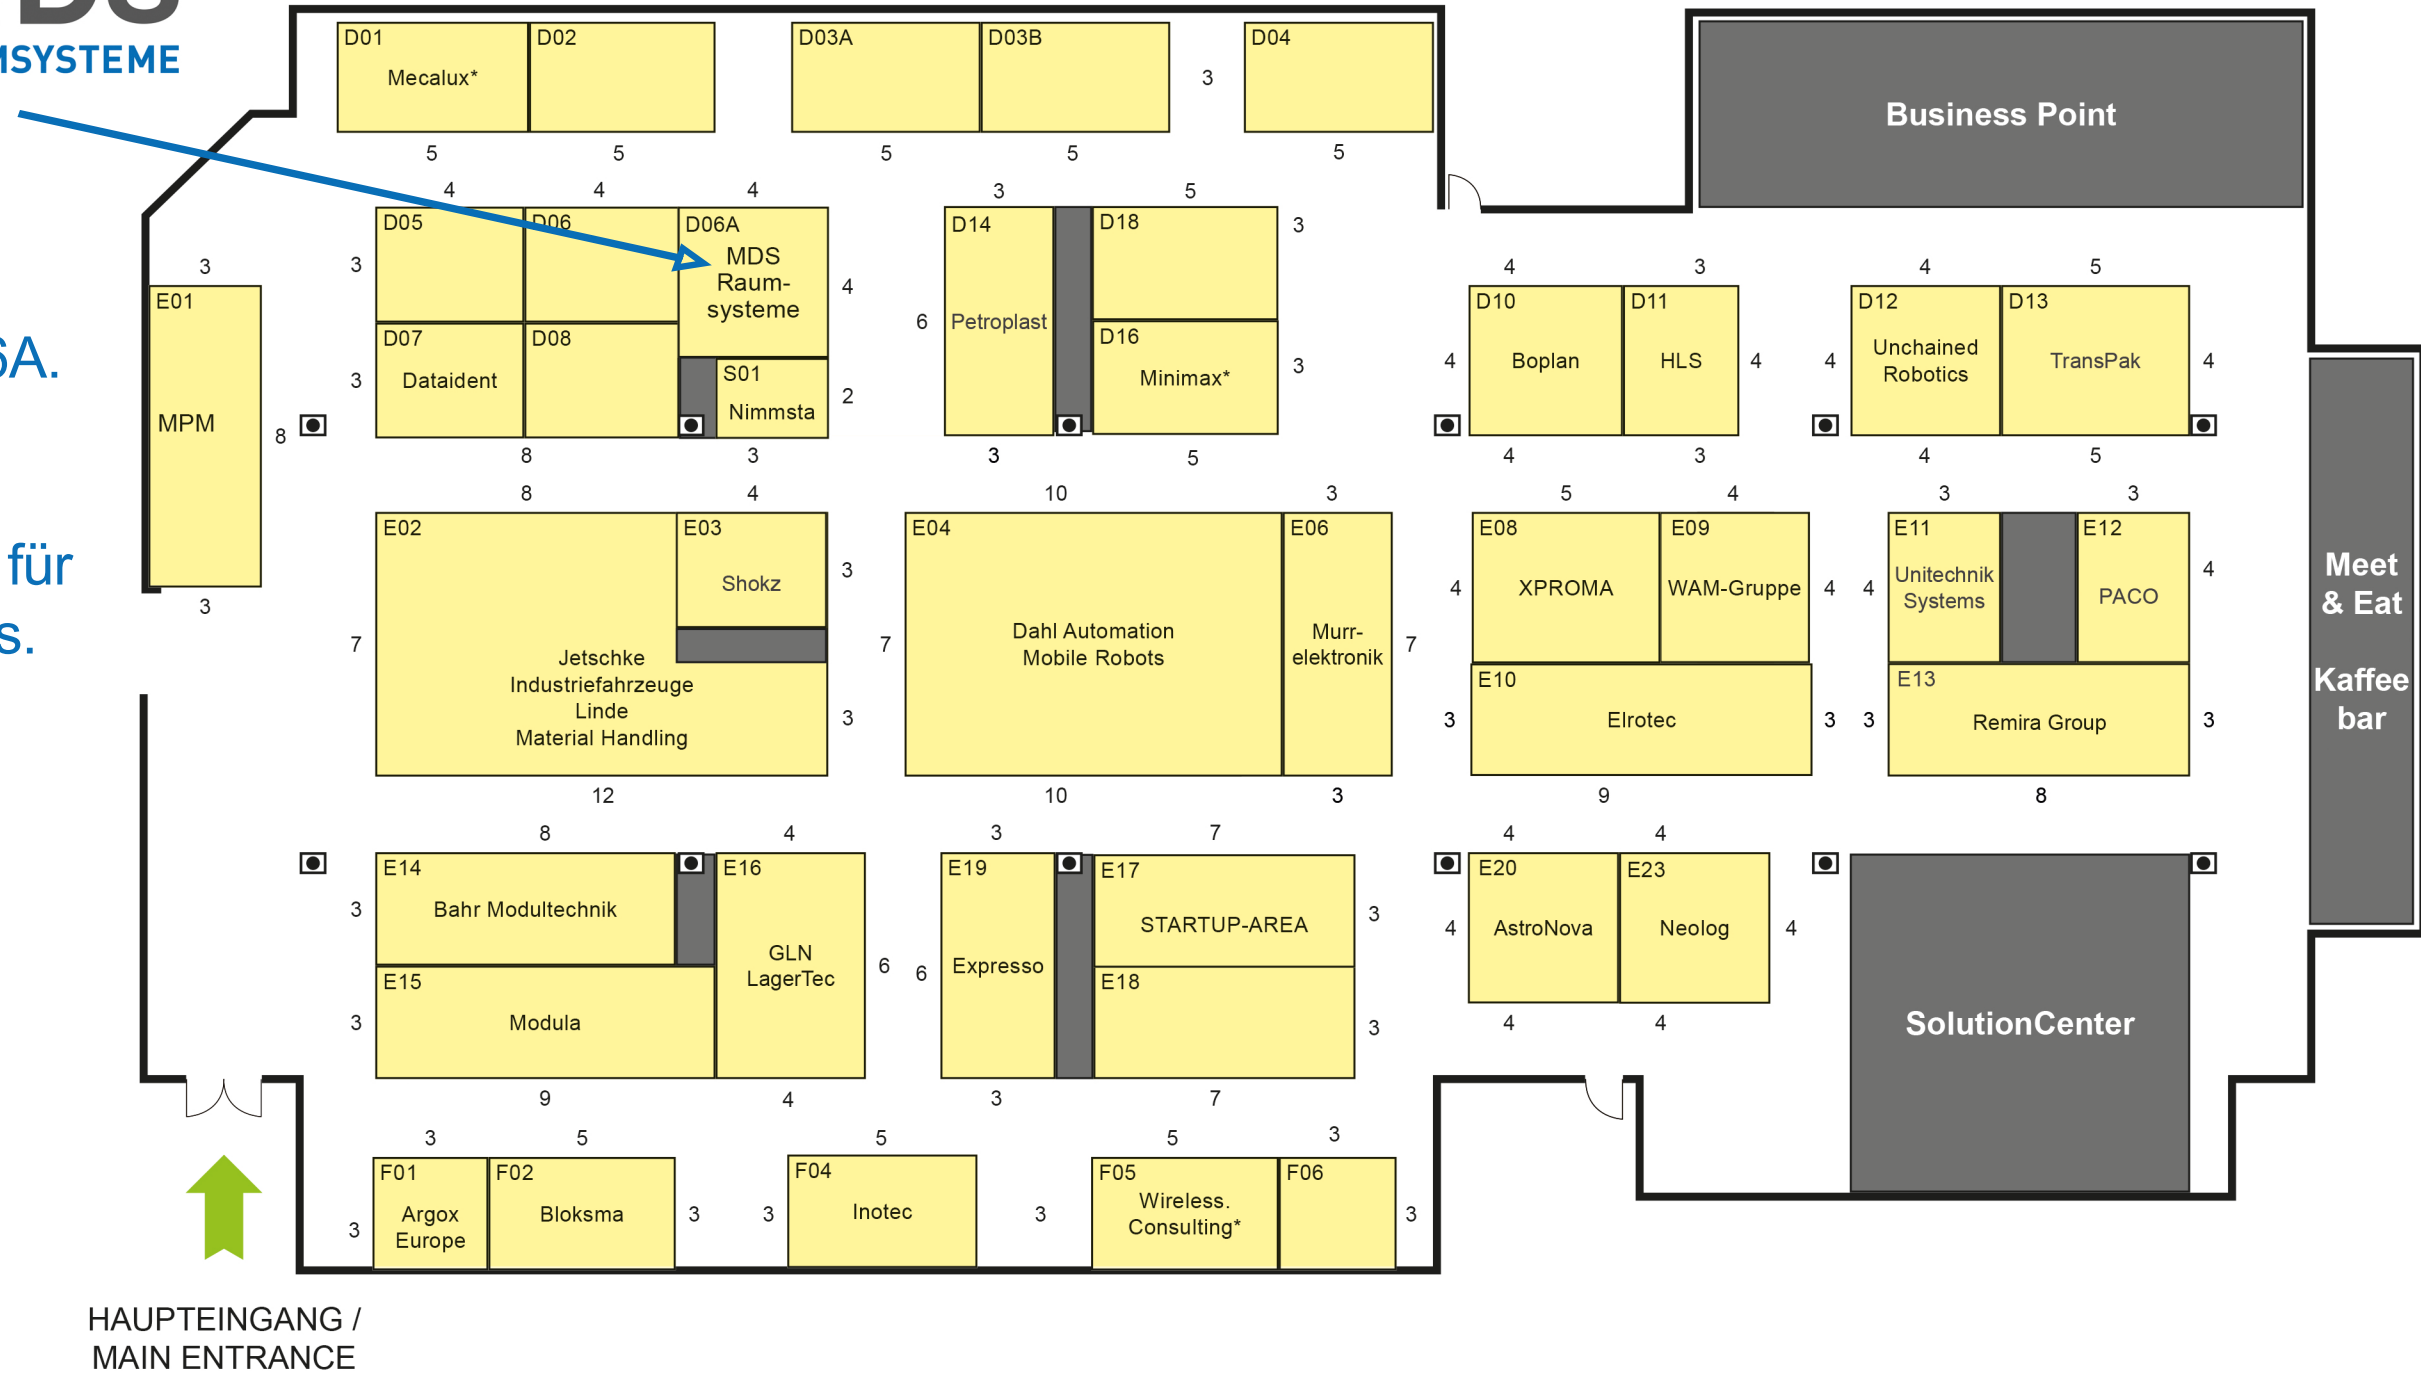 MSYSTEME
SA.
für
s.
D01
Mecalux*
D02
D03A
D03B
3
D04
5
5
5
5
5
4
4
4
3
5
D05
D06
D06A
MDS
Raum-
systeme
3
4
D07
Dataident
D08
3
S01
Nimmsta
2
8
3
D14
Petroplast
6
D18
3
D16
Minimax*
3
3
5
4
3
4
5
D10
Boplan
D11
HLS
4
4
D12
Unchained
Robotics
D13
TransPak
4
4
4
3
4
5
Business Point
3
E01
MPM
8
3
8
4
10
3
5
4
3
3
E02
Jetschke
Industriefahrzeuge
Linde
Material Handling
E03
Shokz
3
7
3
12
E04
Dahl Automation
Mobile Robots
E06
Murr-
elektronik
7
7
10
3
E08
XPROMA
E09
WAM-Gruppe
4
4
E10
Elrotec
3
3
9
E11
Unitechnik
Systems
E12
PACO
4
4
E13
Remira Group
3
3
8
Meet
& Eat
Kaffee
bar
8
4
3
7
4
4
E14
Bahr Modultechnik
3
E15
Modula
3
E16
GLN
LagerTec
6
9
4
E19
Expresso
6
E17
STARTUP-AREA
3
E18
3
3
7
E20
AstroNova
E23
Neolog
4
4
4
4
SolutionCenter
3
5
5
5
3
F01
Argox
Europe
3
F02
Bloksma
3
3
F04
Inotec
3
F05
Wireless.
Consulting*
F06
3
HAUPTEINGANG /
MAIN ENTRANCE